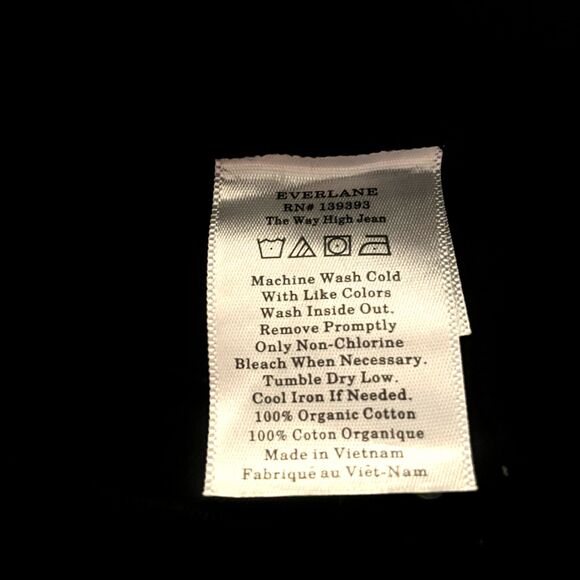 EVERLANE
RN# 139393
The Way High Jean
Machine Wash Cold
With Like Colors
Wash Inside Out.
Remove Promptly
Only Non-Chlorine
Bleach When Necessary.
Tumble Dry Low.
Cool Iron If Needed.
100% Organic Cotton
100% Coton Organique
Made in Vietnam
Fabriqué au Viêt-Nam